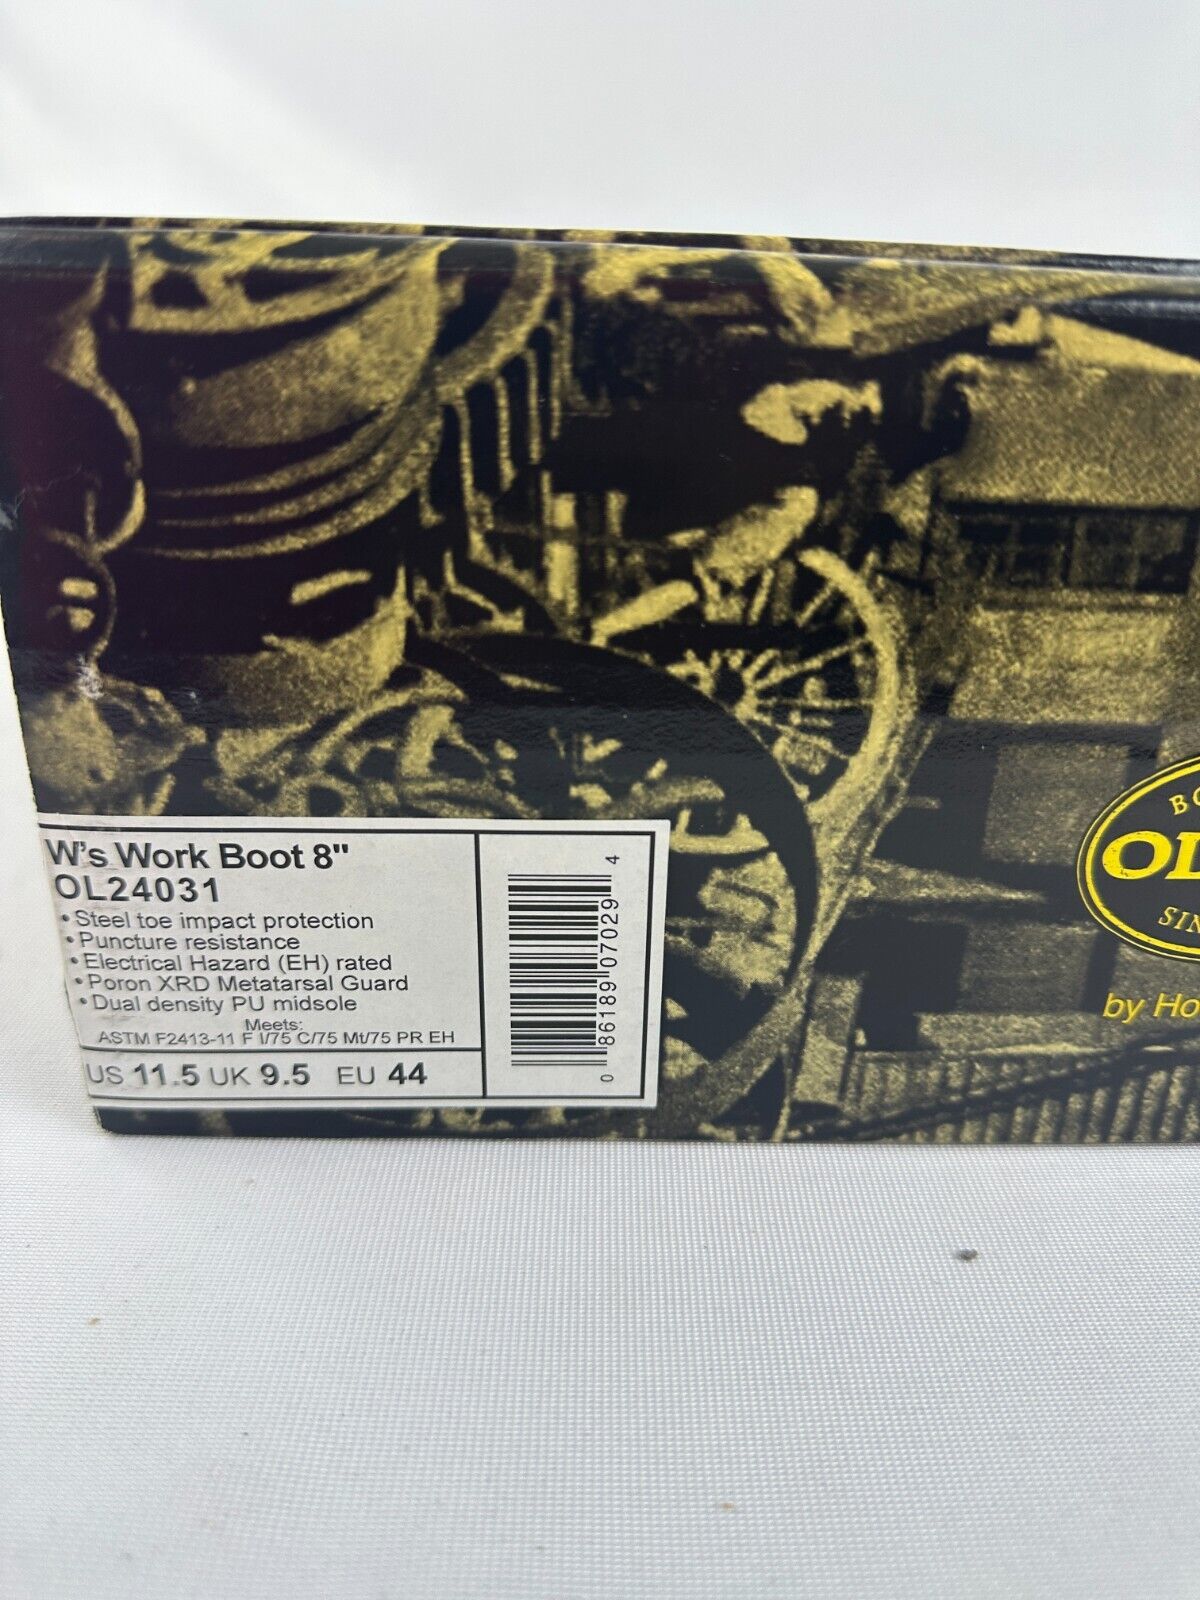 W's Work Boot 8"
OL24031
• Steel toe impact protection
• Puncture resistance
• Electrical Hazard (EH) rated
• Poron XRD Metatarsal Guard
• Dual density PU midsole
Meets:
ASTM F2413-11 F I/75 C/75 Mt/75 PR EH
US 11.5 UK 9.5 EU 44
0 86189 07029 4
by